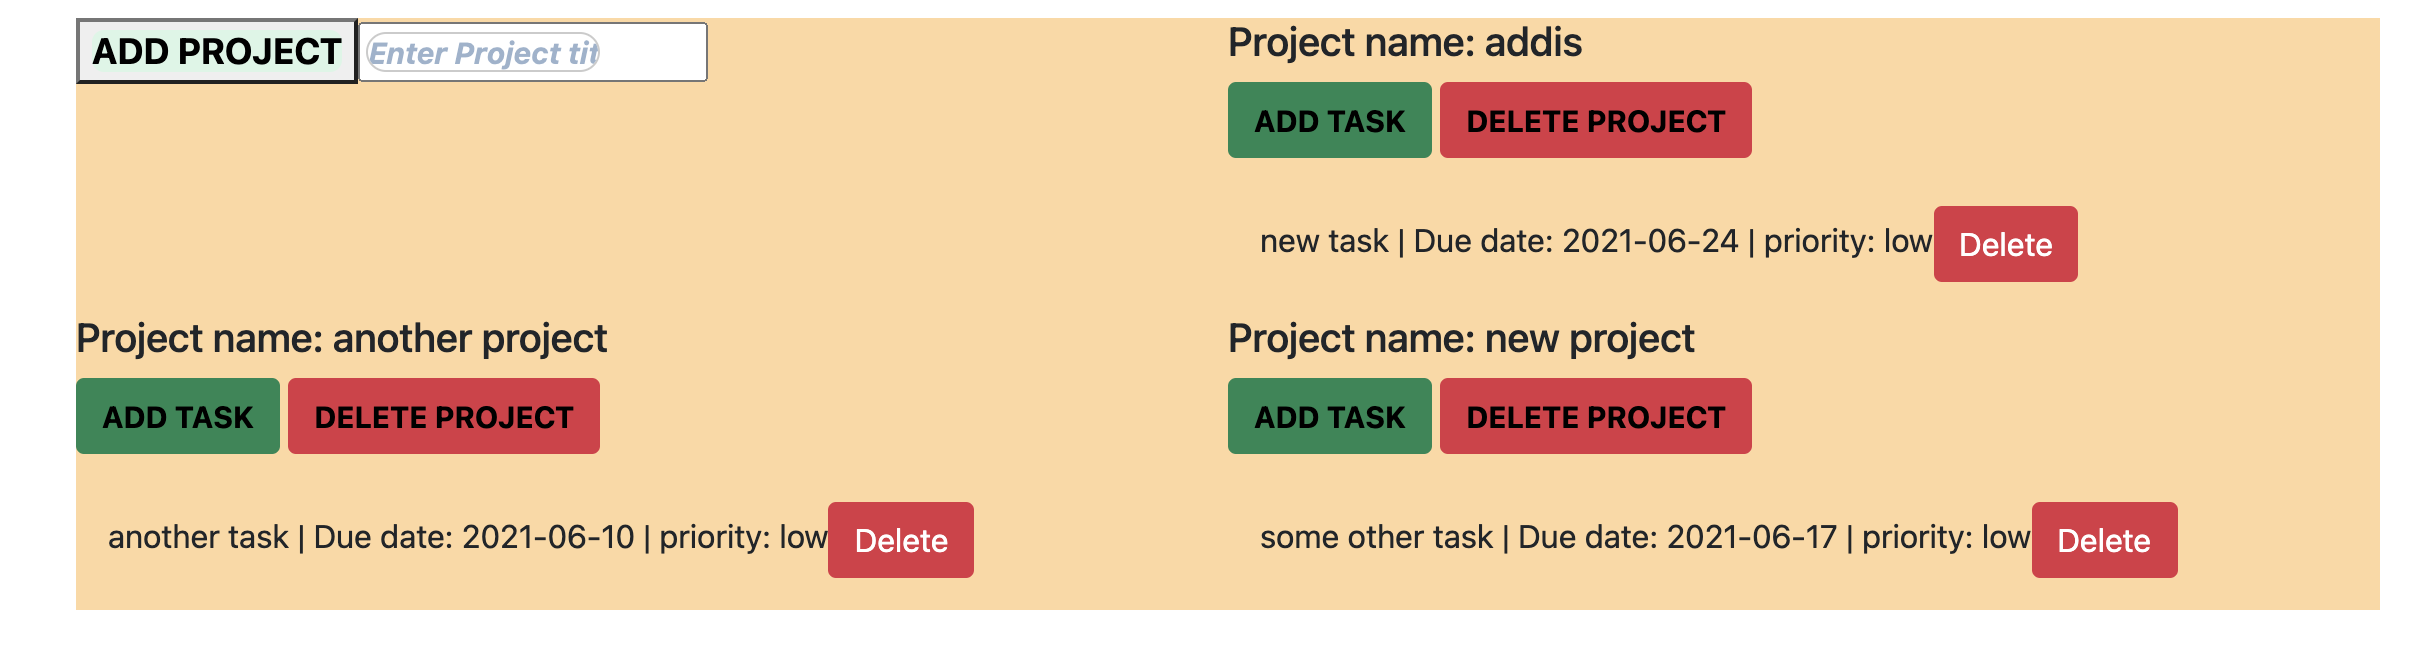 ADD PROJECT Enter Project tit
Project name: addis
ADD TASK DELETE PROJECT
new task | Due date: 2021-06-24 | priority: low Delete
Project name: another project
ADD TASK DELETE PROJECT
another task | Due date: 2021-06-10 | priority: low Delete
Project name: new project
ADD TASK DELETE PROJECT
some other task | Due date: 2021-06-17 | priority: low Delete